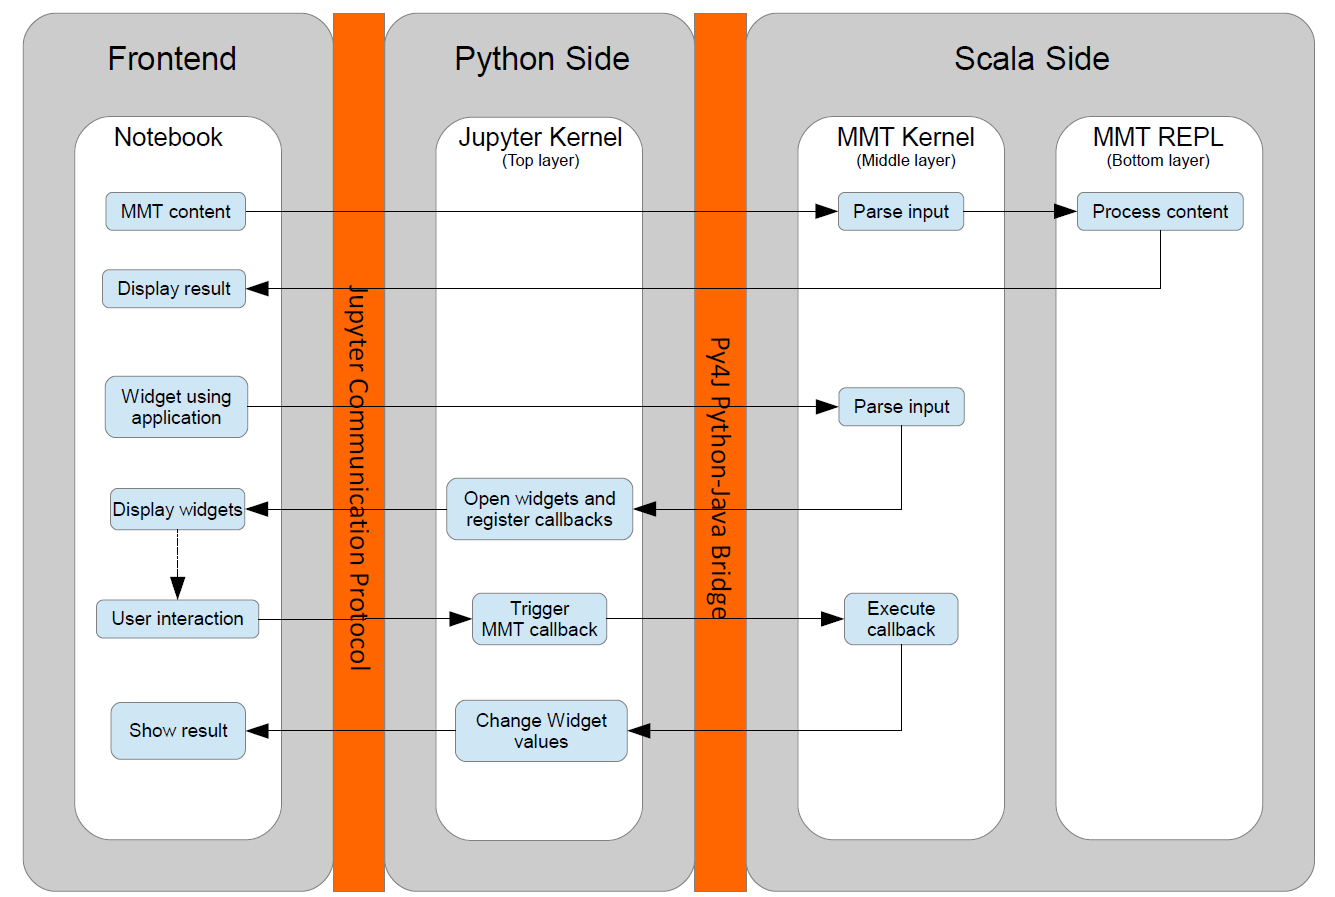 Frontend
Python Side
Scala Side
Notebook
Jupyter Kernel
(Top layer)
MMT Kernel
(Middle layer)
MMT REPL
(Bottom layer)
MMT content
Parse input
Process content
Display result
Jupyter Communication Protocol
Py4J Python-Java Bridge
Widget using
application
Parse input
Display widgets
Open widgets and
register callbacks
User interaction
Trigger
MMT callback
Execute
callback
Show result
Change Widget
values